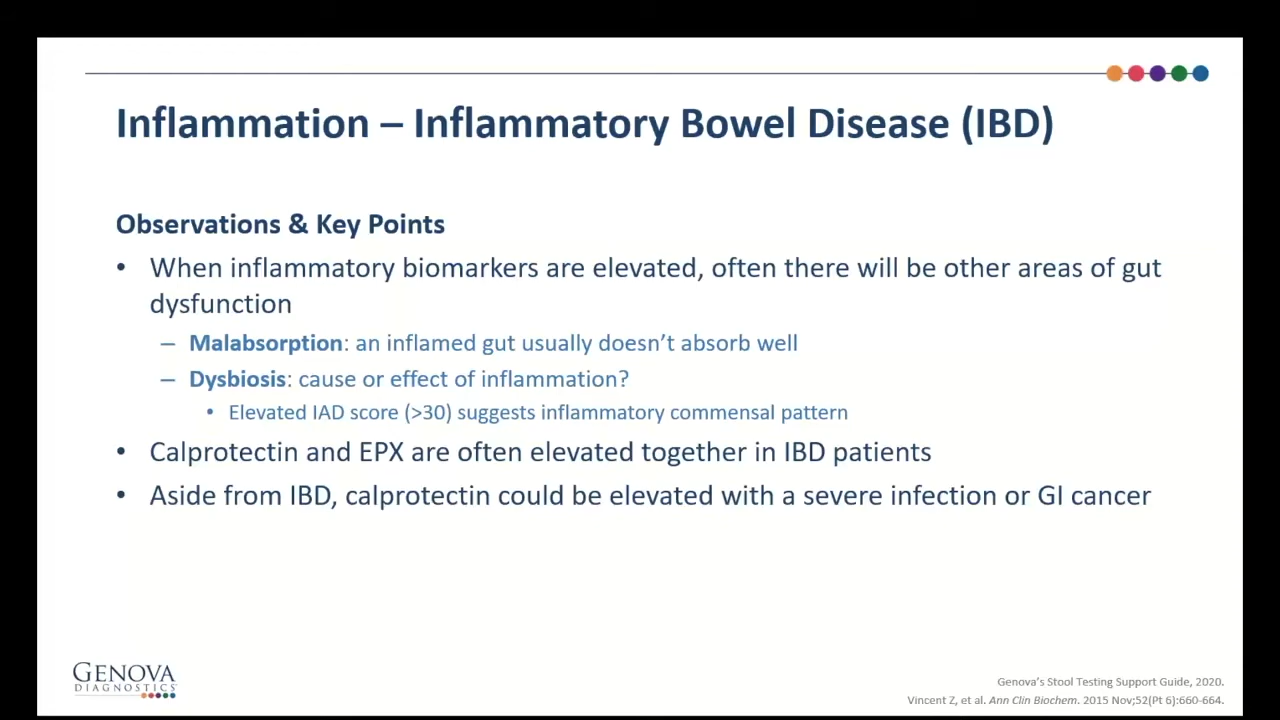 Inflammation – Inflammatory Bowel Disease (IBD)
Observations & Key Points
• When inflammatory biomarkers are elevated, often there will be other areas of gut
dysfunction
– Malabsorption: an inflamed gut usually doesn’t absorb well
– Dysbiosis: cause or effect of inflammation?
• Elevated IAD score (>30) suggests inflammatory commensal pattern
• Calprotectin and EPX are often elevated together in IBD patients
• Aside from IBD, calprotectin could be elevated with a severe infection or GI cancer
GENOVA
DIAGNOSTICS
Genova’s Stool Testing Support Guide, 2020.
Vincent Z, et al. Ann Clin Biochem. 2015 Nov;52(Pt 6):660-664.